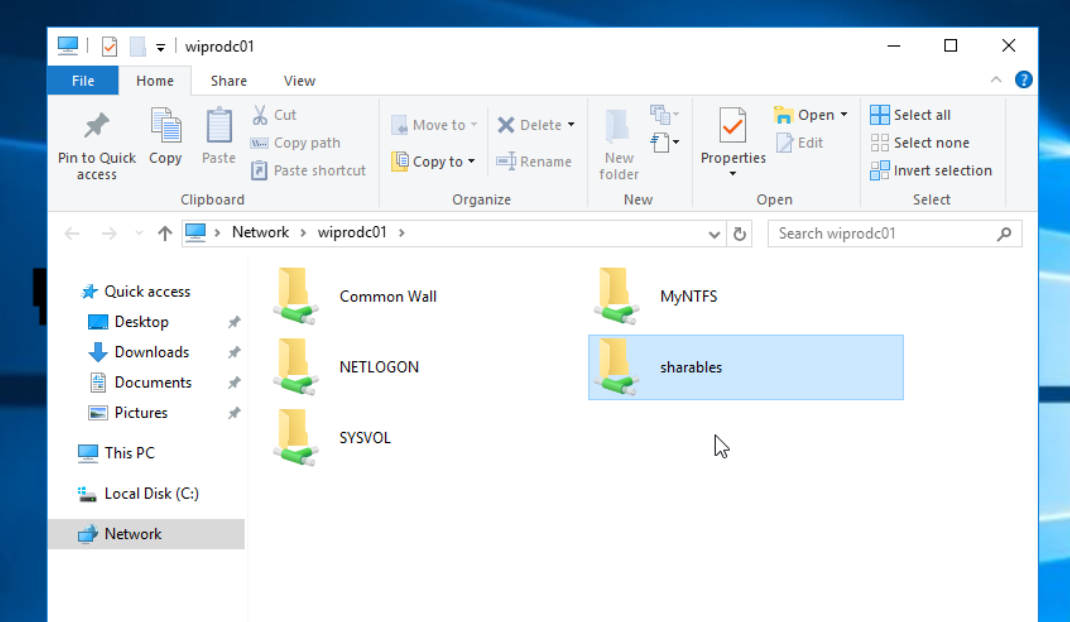 wiprodc01
File Home Share View
Pin to Quick access
Copy
Paste
Cut
Copy path
Paste shortcut
Clipboard
Move to
Copy to
Delete
Rename
Organize
New folder
New
Properties
Open
Edit
Open
Select all
Select none
Invert selection
Select
Network > wiprodc01 >
Search wiprodc01
Quick access
Desktop
Downloads
Documents
Pictures
This PC
Local Disk (C:)
Network
Common Wall
MyNTFS
NETLOGON
sharables
SYSVOL